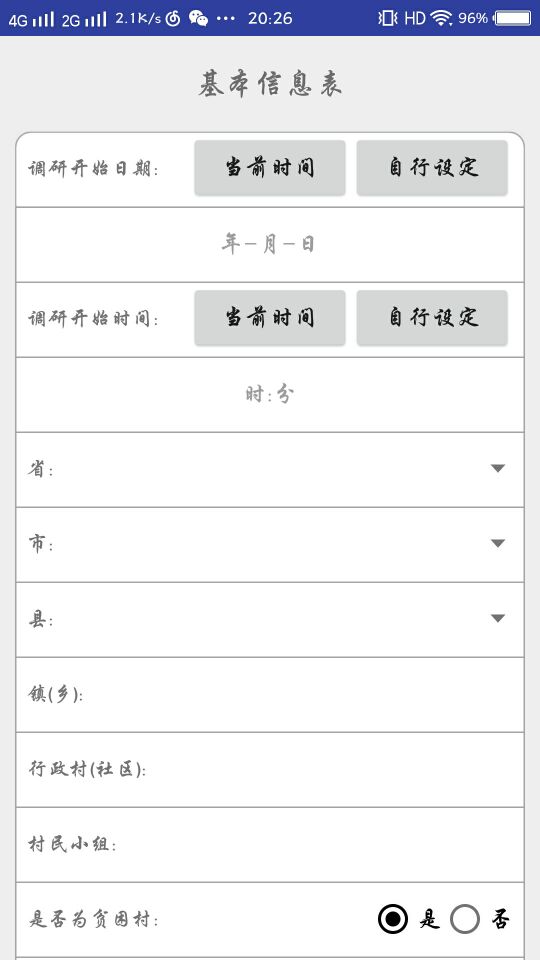 4G 2G 2.1K/s ··· 20:26 HD 96%
基本信息表
调研开始日期: 当前时间 自行设定
年-月-日
调研开始时间: 当前时间 自行设定
时:分
省:
市:
县:
镇(乡):
行政村(社区):
村民小组:
是否为贫困村: 是 否